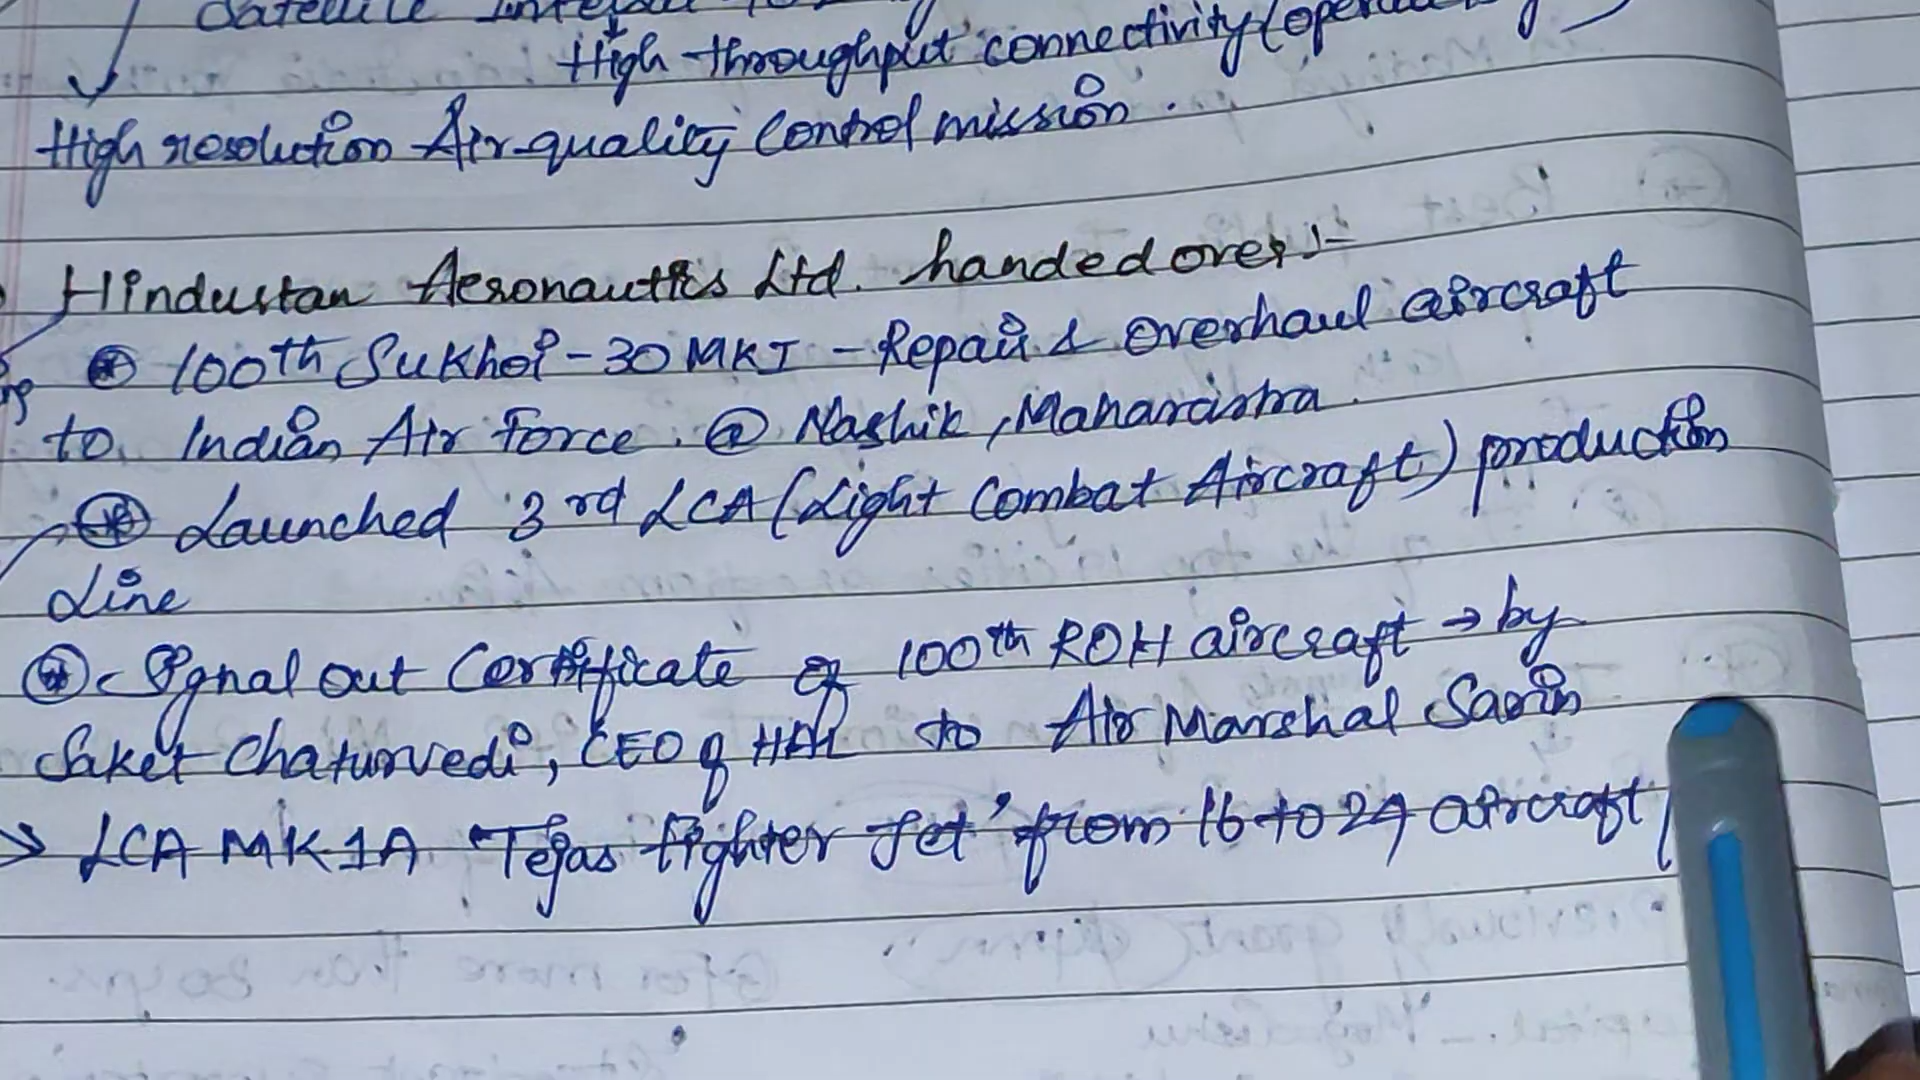 Satellite
High throughput connectivity (
High resolution Air quality Control mission.
Hindustan Aeronautics Ltd. handed over :-
100th Sukhoi-30 MKI - Repair & Overhaul aircraft
to Indian Air Force. @ Nashik, Maharastra.
Launched 3rd LCA (Light Combat Aircraft) production
Line
Signal out Certificate of 100th ROH aircraft → by
Saket Chaturvedi, CEO of HAL to Air Marshal Sarin
→ LCA MK1A "Tejas fighter Jet" from 16 to 24 aircraft/